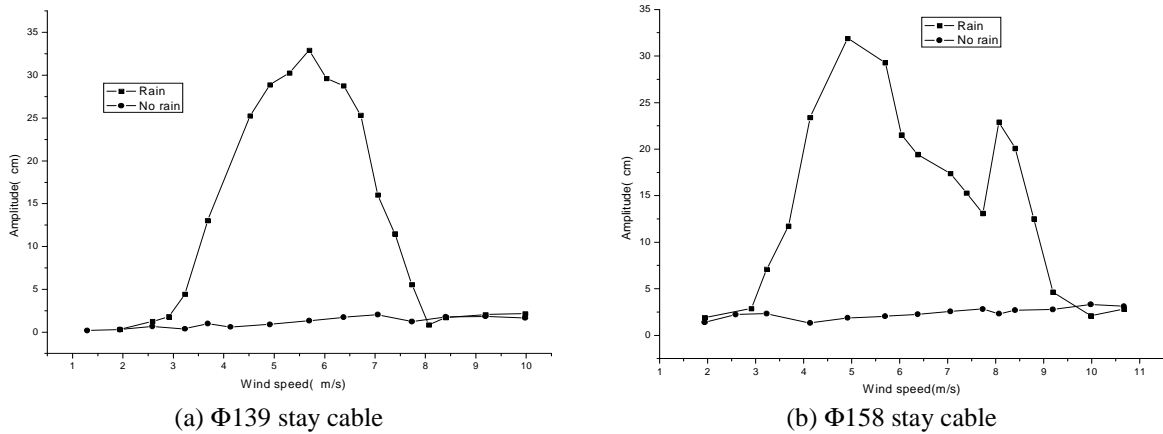 35
30
25
20
15
10
5
0
Amplitude( cm)
Rain
No rain
1 2 3 4 5 6 7 8 9 10
Wind speed( m/s)
(a) Φ139 stay cable
35
30
25
20
15
10
5
0
Amplitude( cm)
Rain
No rain
1 2 3 4 5 6 7 8 9 10 11
Wind speed(m/s)
(b) Φ158 stay cable